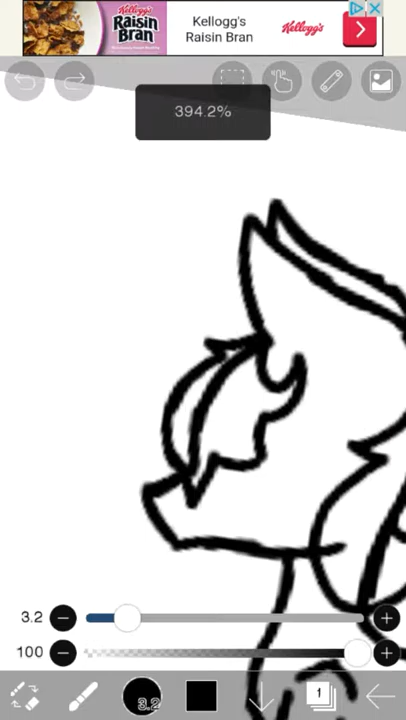 Kellogg's
Raisin
Bran
Kellogg's
Raisin Bran
Kellogg's
394.2%
3.2
100
3.2
1